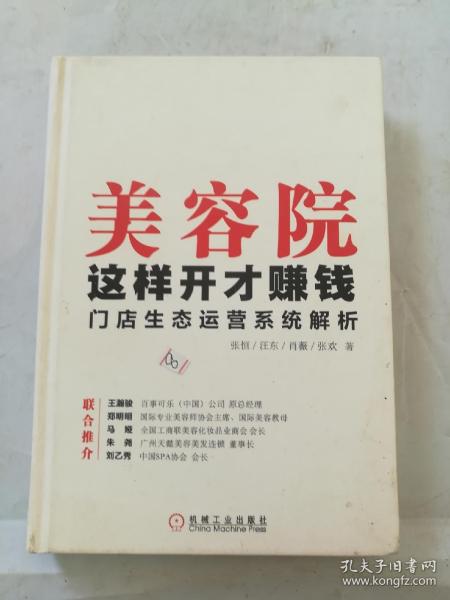 美容院
这样开才赚钱
门店生态运营系统解析
张恒/汪东/肖薇/张欢 著
联合推介
王瀚骏 百事可乐（中国）公司 原总经理
郑明明 国际专业美容师协会主席、国际美容教母
马娅 全国工商联美容化妆品业商会会长
朱尧 广州天懿美容美发连锁 董事长
刘乙秀 中国SPA协会 会长
机械工业出版社
China Machine Press
孔夫子旧书网
www.kongfz.com